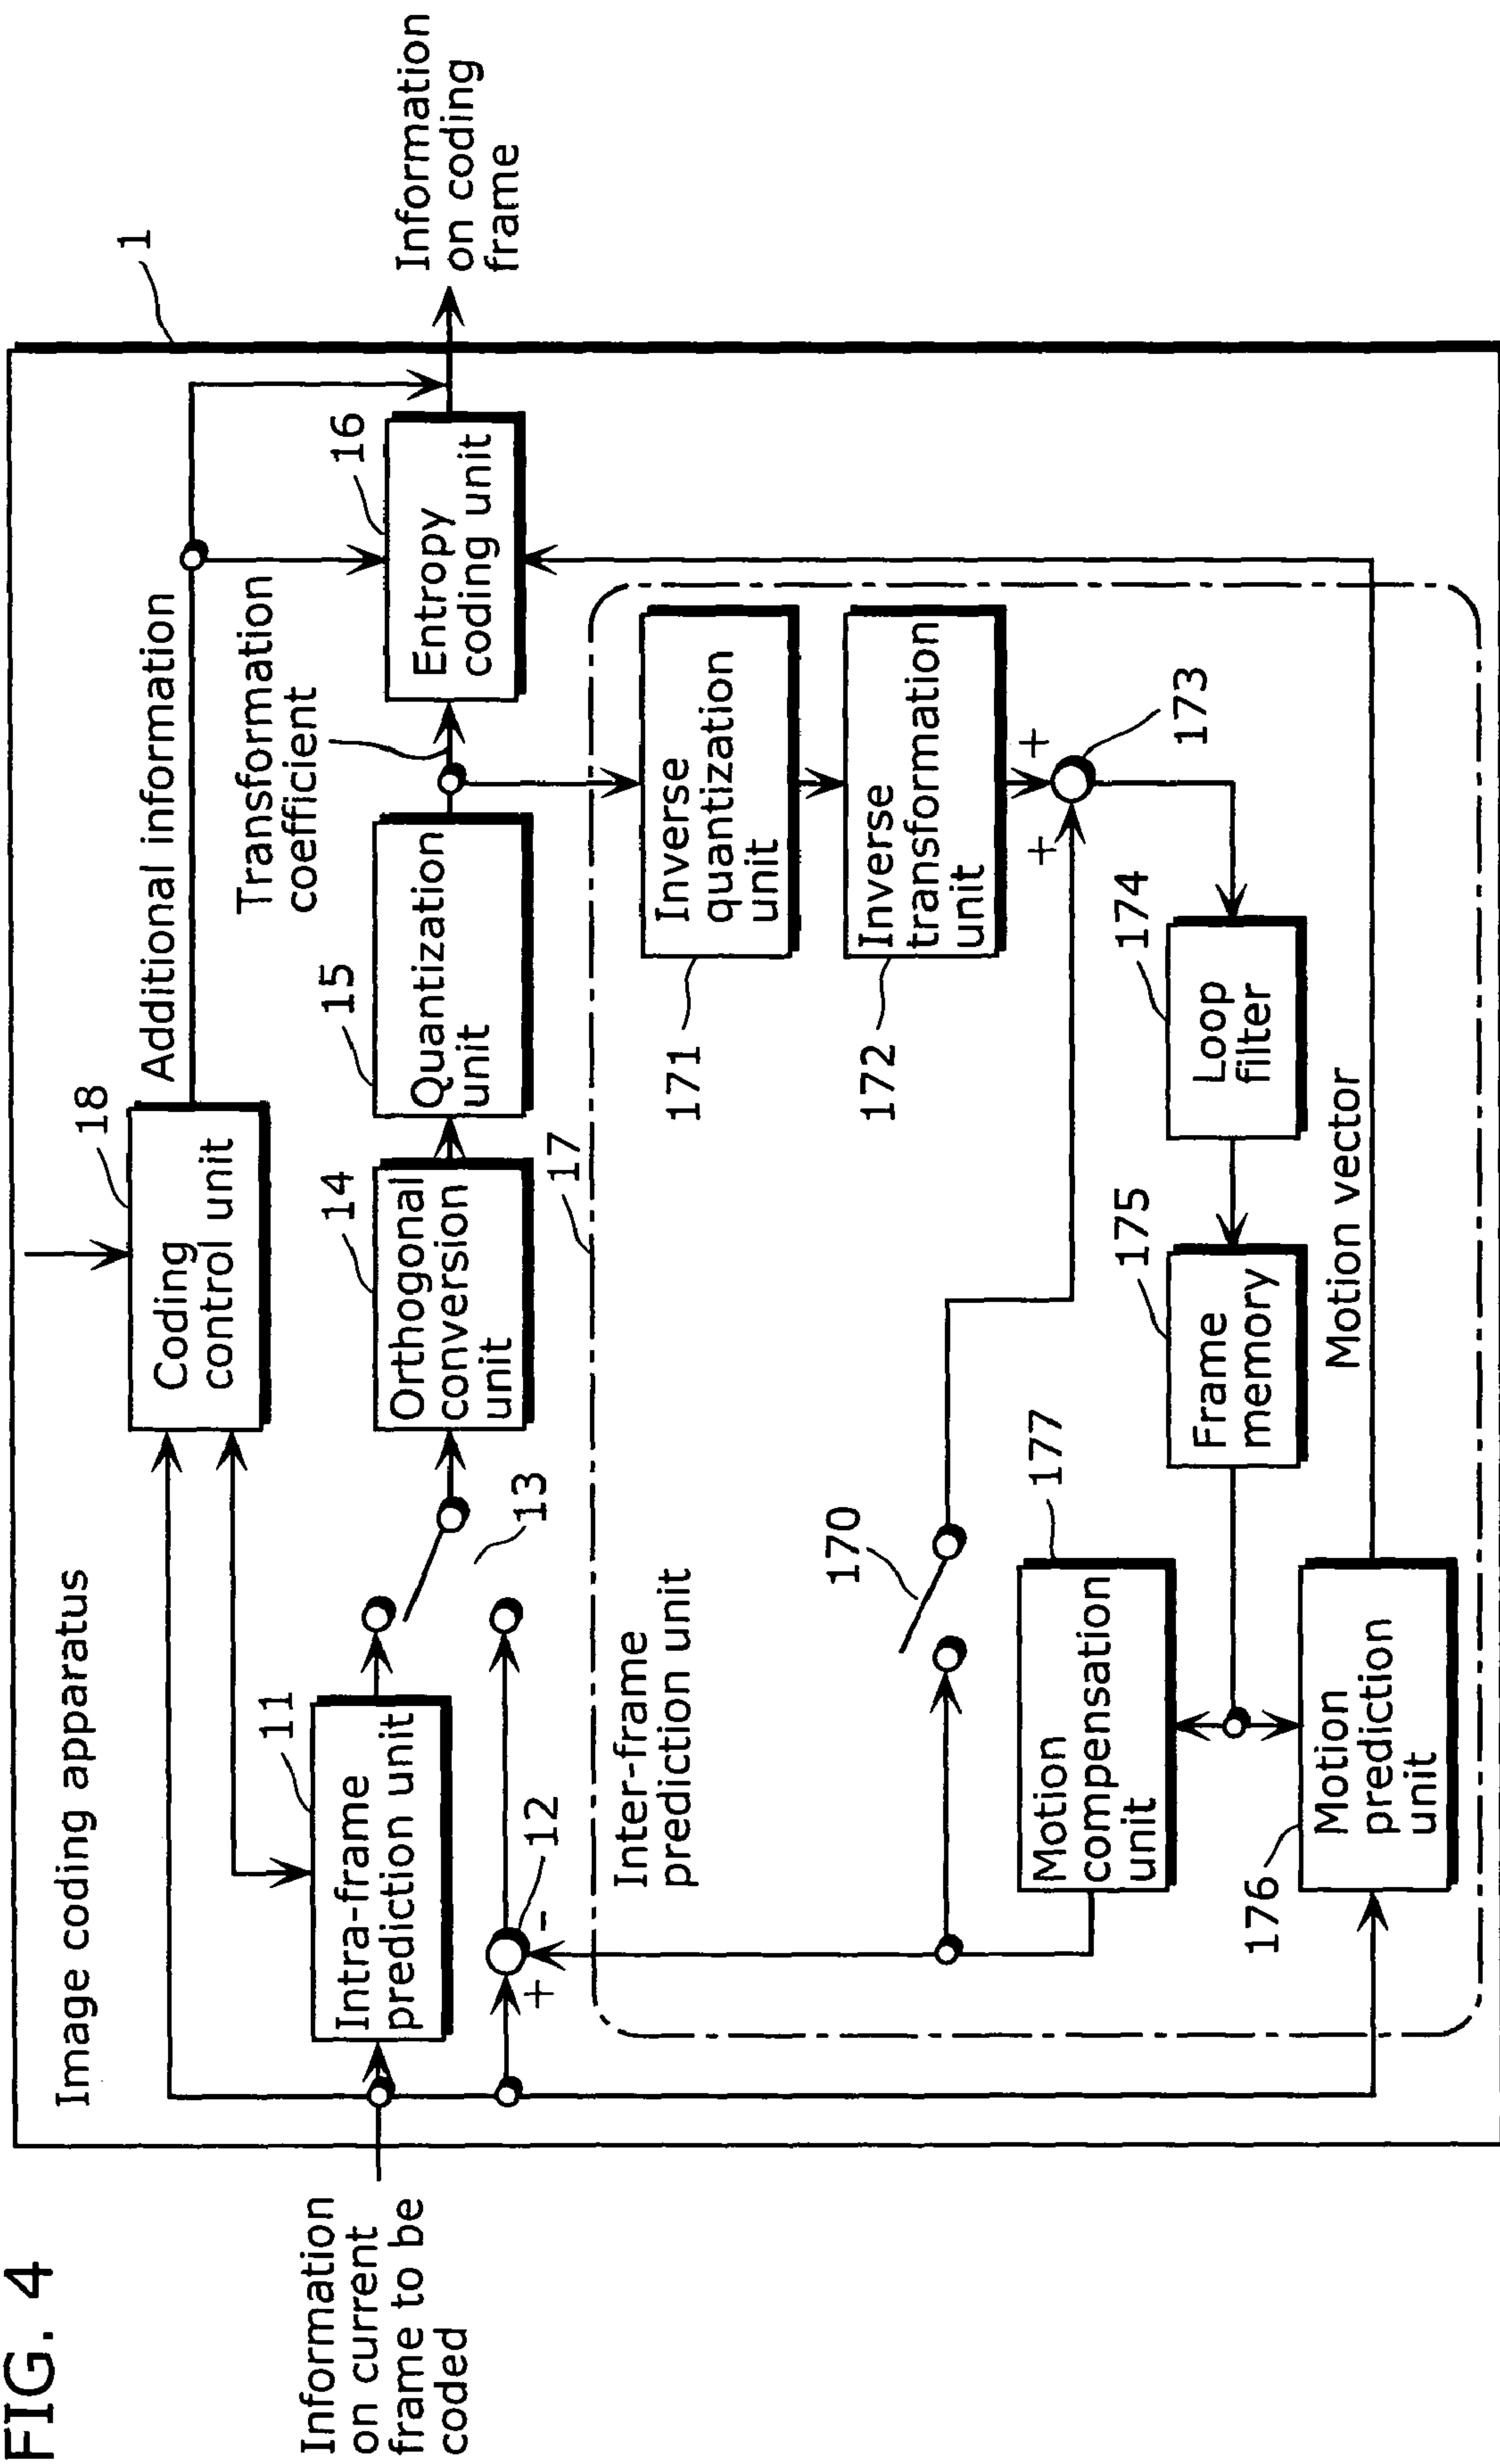 FIG. 4
Image coding apparatus
1
18
Coding
control unit
Additional information
Transformation
coefficient
Information
on current
frame to be
coded
11
Intra-frame
prediction unit
12
+
-
13
14
Orthogonal
conversion
unit
15
Quantization
unit
16
Entropy
coding unit
Information
on coding
frame
17
Inter-frame
prediction unit
170
171
Inverse
quantization
unit
172
Inverse
transformation
unit
+
+
173
174
Loop
filter
175
Frame
memory
177
Motion
compensation
unit
176
Motion
prediction
unit
Motion vector